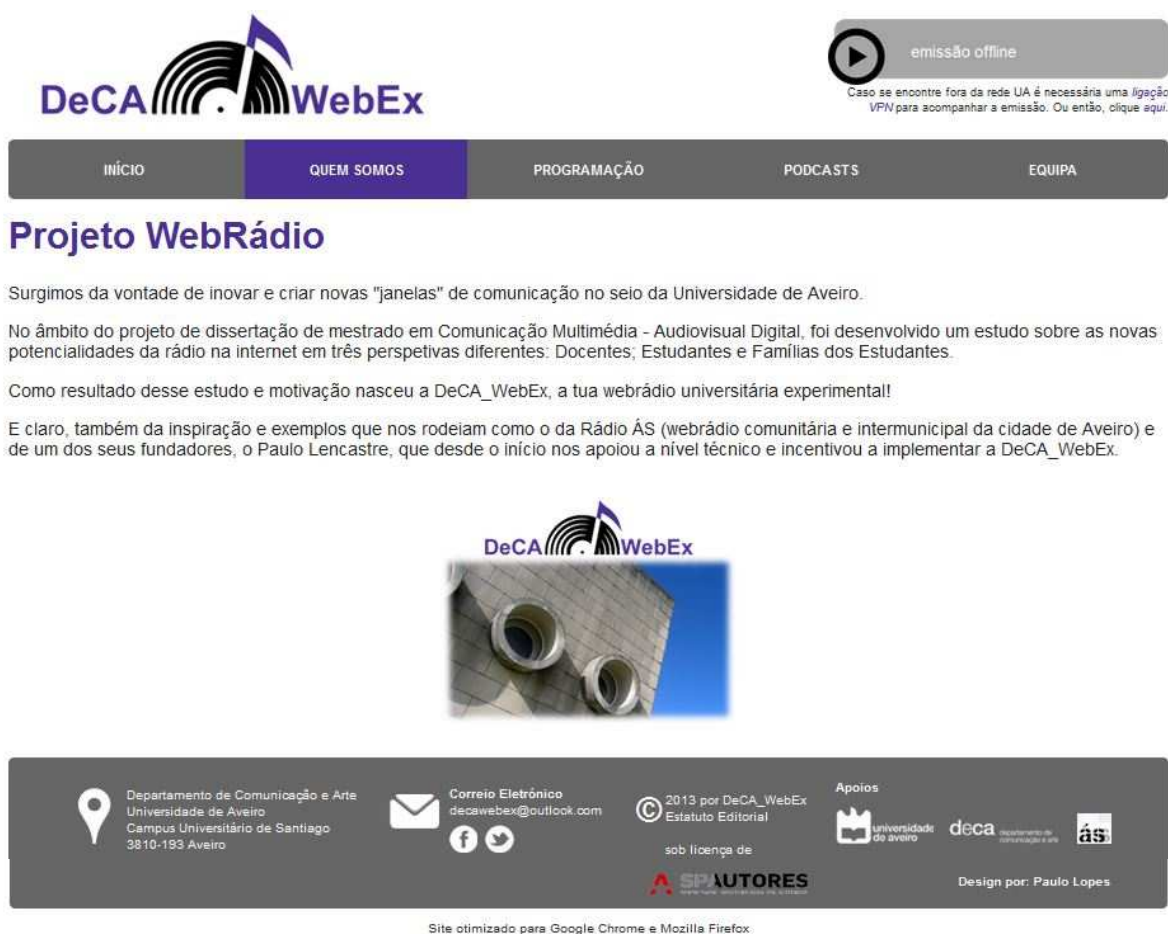 DeCA WebEx
emissão offline
Caso se encontre fora da rede UA é necessária uma ligação
VPN para acompanhar a emissão. Ou então, clique aqui.
INÍCIO QUEM SOMOS PROGRAMAÇÃO PODCASTS EQUIPA
Projeto WebRádio
Surgimos da vontade de inovar e criar novas "janelas" de comunicação no seio da Universidade de Aveiro.
No âmbito do projeto de dissertação de mestrado em Comunicação Multimédia - Audiovisual Digital, foi desenvolvido um estudo sobre as novas
potencialidades da rádio na internet em três perspetivas diferentes: Docentes; Estudantes e Famílias dos Estudantes.
Como resultado desse estudo e motivação nasceu a DeCA_WebEx, a tua webrádio universitária experimental!
E claro, também da inspiração e exemplos que nos rodeiam como o da Rádio ÁS (webrádio comunitária e intermunicipal da cidade de Aveiro) e
de um dos seus fundadores, o Paulo Lencastre, que desde o início nos apoiou a nível técnico e incentivou a implementar a DeCA_WebEx.
DeCA WebEx
Departamento de Comunicação e Arte
Universidade de Aveiro
Campus Universitário de Santiago
3810-193 Aveiro
Correio Eletrónico
decawebex@outlook.com
© 2013 por DeCA_WebEx
Estatuto Editorial
sob licença de
SPAUTORES
Apoios
universidade
de aveiro
deca departamento de
comunicação e arte
ás
Design por: Paulo Lopes
Site otimizado para Google Chrome e Mozilla Firefox